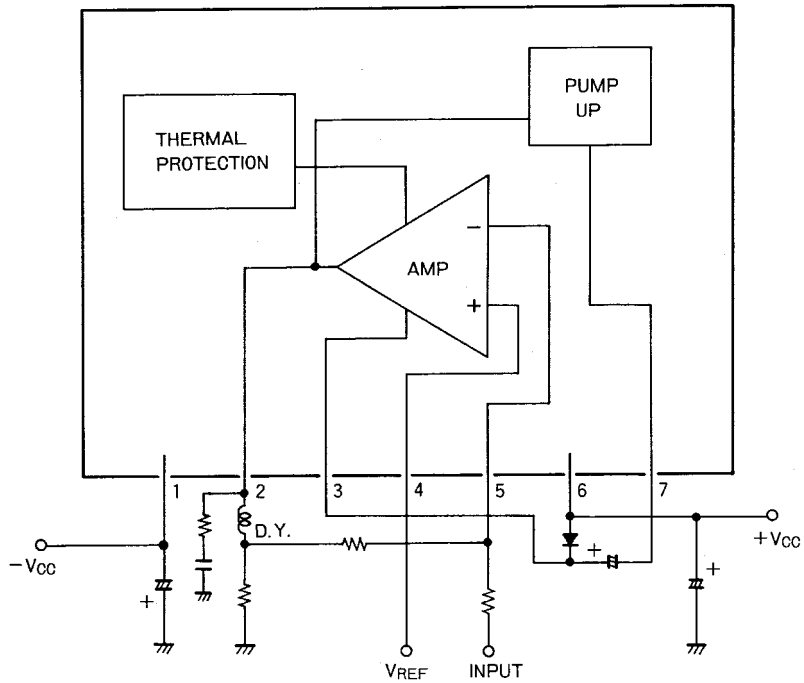 PUMP
UP
THERMAL
PROTECTION
−
AMP
+
1 2 3 4 5 6 7
D.Y.
+
+VCC
−VCC
+
+
VREF INPUT